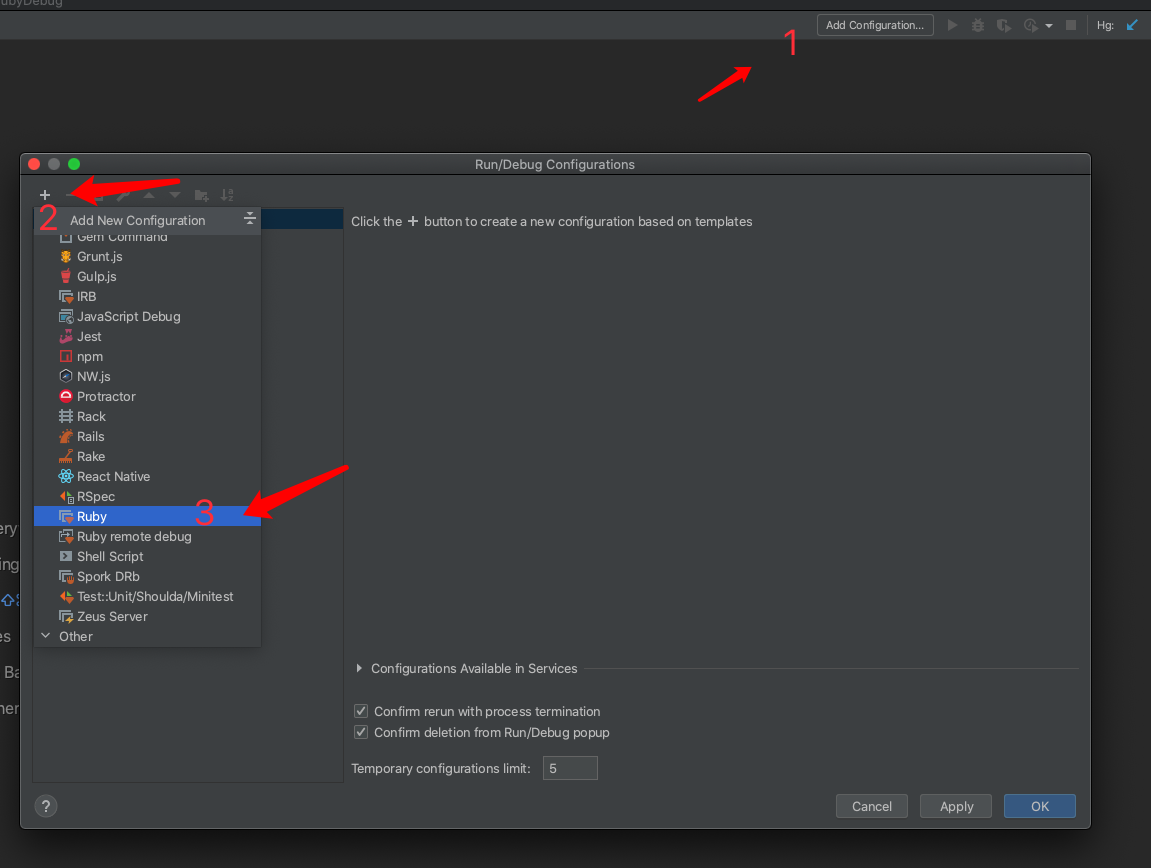 ubyDebug
Add Configuration...
Hg:
1
Run/Debug Configurations
2
Add New Configuration
Gem Command
Grunt.js
Gulp.js
IRB
JavaScript Debug
Jest
npm
NW.js
Protractor
Rack
Rails
Rake
React Native
RSpec
Ruby
3
Ruby remote debug
Shell Script
Spork DRb
Test::Unit/Shoulda/Minitest
Zeus Server
Other
Click the + button to create a new configuration based on templates
ery
ing
es
Ba
her
Configurations Available in Services
Confirm rerun with process termination
Confirm deletion from Run/Debug popup
Temporary configurations limit: 5
?
Cancel
Apply
OK